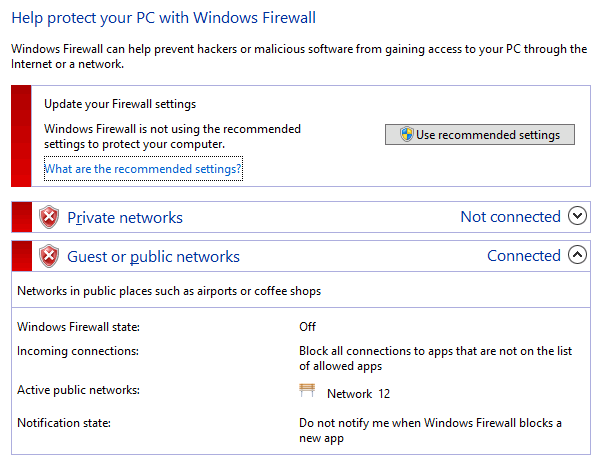 Help protect your PC with Windows Firewall
Windows Firewall can help prevent hackers or malicious software from gaining access to your PC through the
Internet or a network.
Update your Firewall settings
Windows Firewall is not using the recommended
settings to protect your computer.
Use recommended settings
What are the recommended settings?
Private networks
Not connected
Guest or public networks
Connected
Networks in public places such as airports or coffee shops
Windows Firewall state:
Off
Incoming connections:
Block all connections to apps that are not on the list
of allowed apps
Active public networks:
Network 12
Notification state:
Do not notify me when Windows Firewall blocks a
new app